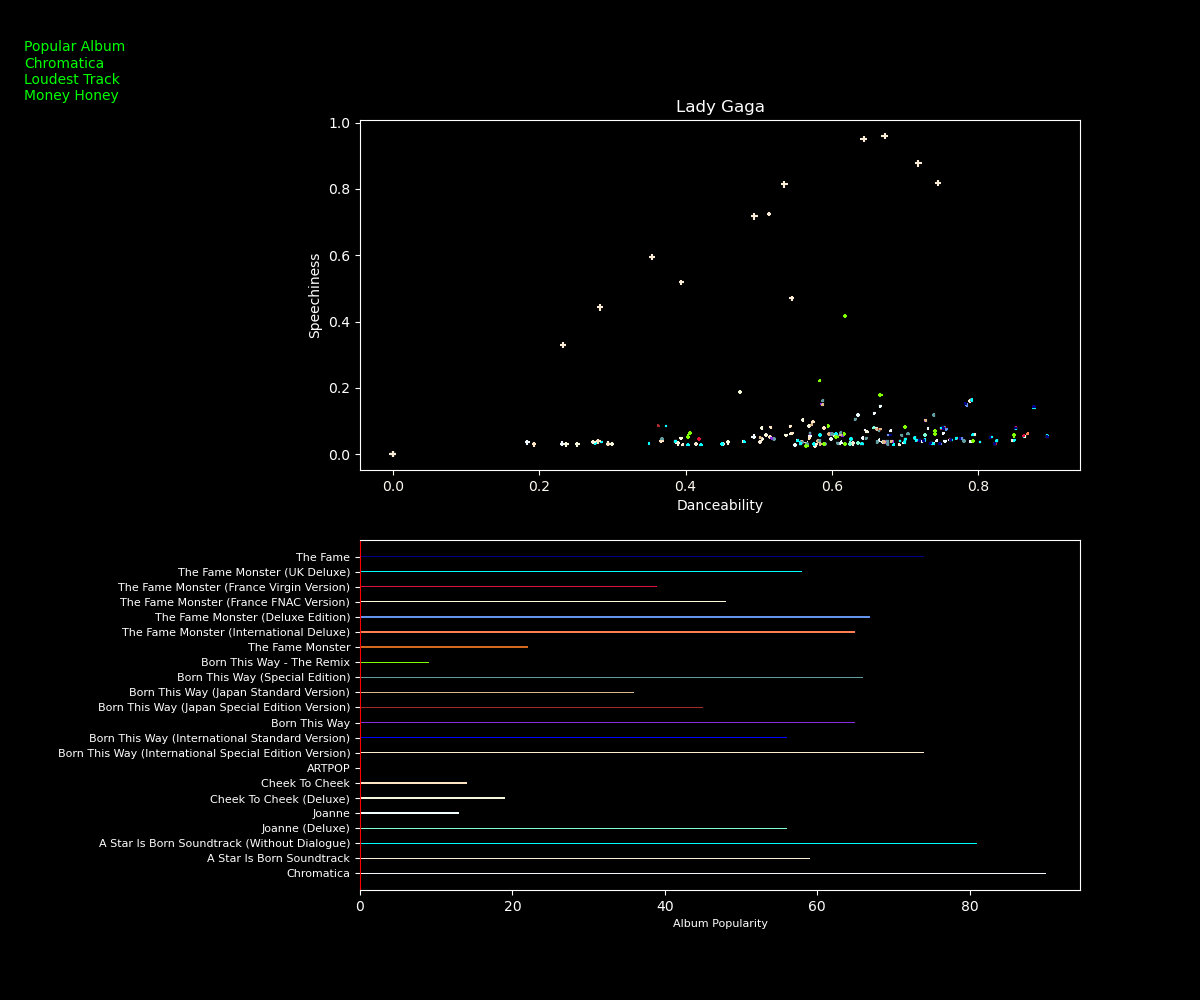 Popular Album
Chromatica
Loudest Track
Money Honey
Lady Gaga
1.0
0.8
0.6
0.4
0.2
0.0
Speechiness
0.0 0.2 0.4 0.6 0.8
Danceability
The Fame
The Fame Monster (UK Deluxe)
The Fame Monster (France Virgin Version)
The Fame Monster (France FNAC Version)
The Fame Monster (Deluxe Edition)
The Fame Monster (International Deluxe)
The Fame Monster
Born This Way - The Remix
Born This Way (Special Edition)
Born This Way (Japan Standard Version)
Born This Way (Japan Special Edition Version)
Born This Way
Born This Way (International Standard Version)
Born This Way (International Special Edition Version)
ARTPOP
Cheek To Cheek
Cheek To Cheek (Deluxe)
Joanne
Joanne (Deluxe)
A Star Is Born Soundtrack (Without Dialogue)
A Star Is Born Soundtrack
Chromatica
0 20 40 60 80
Album Popularity